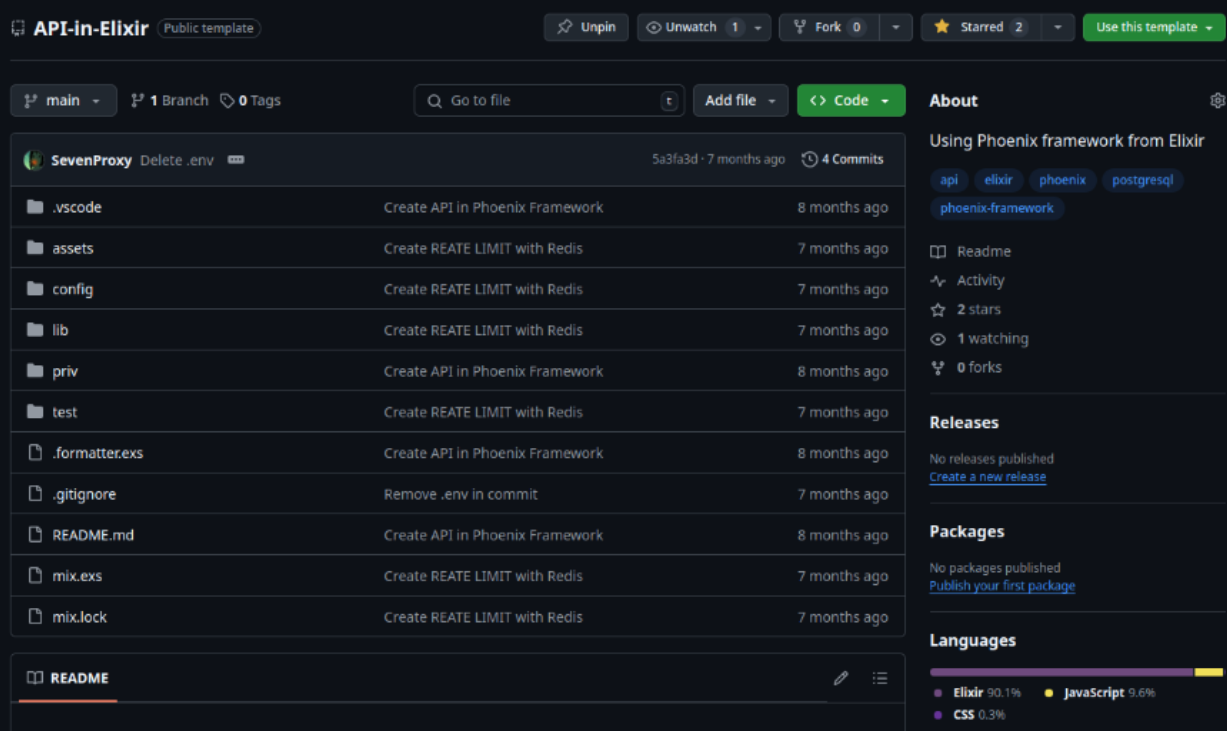 API-in-Elixir Public template Unpin Unwatch 1 Fork 0 Starred 2 Use this template
main 1 Branch 0 Tags Go to file t Add file Code
SevenProxy Delete .env 5a3fa3d · 7 months ago 4 Commits
.vscode Create API in Phoenix Framework 8 months ago
assets Create REATE LIMIT with Redis 7 months ago
config Create REATE LIMIT with Redis 7 months ago
lib Create REATE LIMIT with Redis 7 months ago
priv Create API in Phoenix Framework 8 months ago
test Create REATE LIMIT with Redis 7 months ago
.formatter.exs Create API in Phoenix Framework 8 months ago
.gitignore Remove .env in commit 7 months ago
README.md Create API in Phoenix Framework 8 months ago
mix.exs Create REATE LIMIT with Redis 7 months ago
mix.lock Create REATE LIMIT with Redis 7 months ago
README
About
Using Phoenix framework from Elixir
api elixir phoenix postgresql
phoenix-framework
Readme
Activity
2 stars
1 watching
0 forks
Releases
No releases published
Create a new release
Packages
No packages published
Publish your first package
Languages
Elixir 90.1% JavaScript 9.6%
CSS 0.3%